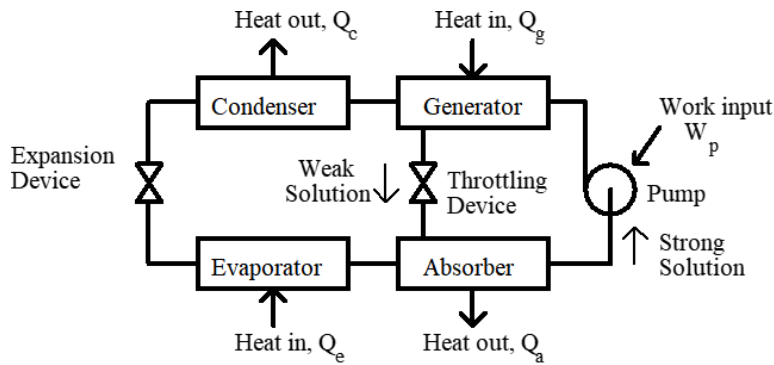 Heat out, Qc
Heat in, Qg
Condenser
Generator
Work input
Wp
Expansion
Device
Weak
Solution
Throttling
Device
Pump
Strong
Solution
Evaporator
Absorber
Heat in, Qe
Heat out, Qa